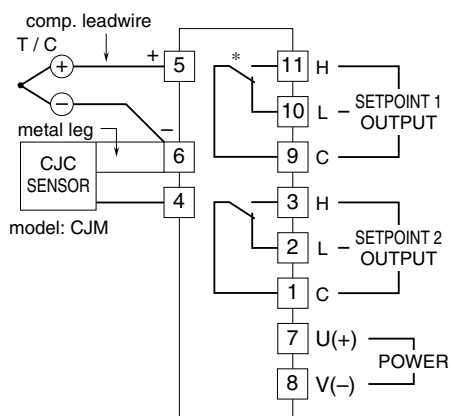 comp. leadwire
T / C
+
–
+ 5
– 6
metal leg
CJC
SENSOR
4
model: CJM
*
11 H
10 L
9 C
SETPOINT 1
OUTPUT
3 H
2 L
1 C
SETPOINT 2
OUTPUT
7 U(+)
8 V(–)
POWER